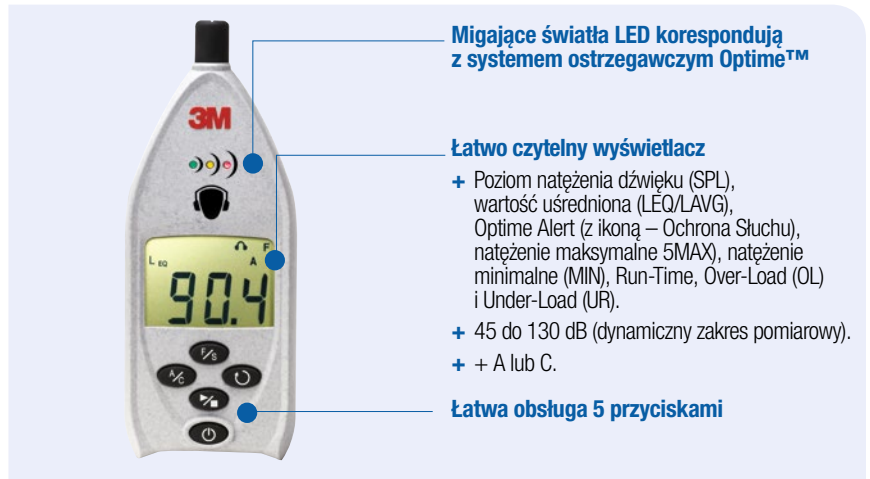 Migające światła LED korespondują
z systemem ostrzegawczym Optime™
3M
Łatwo czytelny wyświetlacz
+ Poziom natężenia dźwięku (SPL),
wartość uśredniona (LEQ/LAVG),
Optime Alert (z ikoną – Ochrona Słuchu),
natężenie maksymalne 5MAX), natężenie
minimalne (MIN), Run-Time, Over-Load (OL)
i Under-Load (UR).
+ 45 do 130 dB (dynamiczny zakres pomiarowy).
+ + A lub C.
F
L EQ A
90.4
F/S
A/C
Łatwa obsługa 5 przyciskami